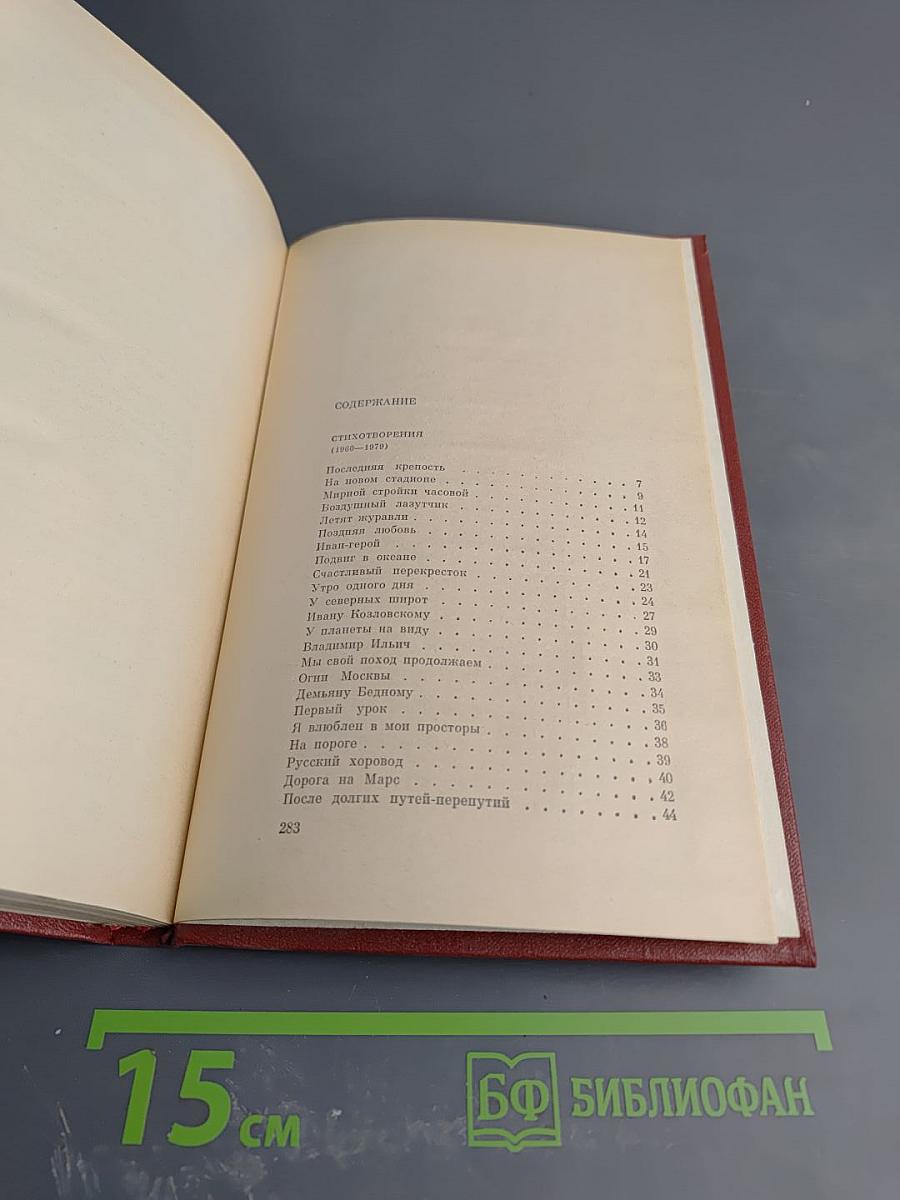 СОДЕРЖАНИЕ
СТИХОТВОРЕНИЯ
(1960—1979)
Последняя крепость . . . . . . . . . . 7
На новом стадионе . . . . . . . . . . 9
Мирной стройки часовой . . . . . . . . . . 11
Воздушный лазутчик . . . . . . . . . . 12
Летят журавли . . . . . . . . . . 14
Поздняя любовь . . . . . . . . . . 15
Иван-герой . . . . . . . . . . 17
Подвиг в океане . . . . . . . . . . 21
Счастливый перекресток . . . . . . . . . . 23
Утро одного дня . . . . . . . . . . 24
У северных широт . . . . . . . . . . 27
Ивану Козловскому . . . . . . . . . . 29
У планеты на виду . . . . . . . . . . 30
Владимир Ильич . . . . . . . . . . 31
Мы свой поход продолжаем . . . . . . . . . . 33
Огни Москвы . . . . . . . . . . 34
Демьяну Бедному . . . . . . . . . . 35
Первый урок . . . . . . . . . . 36
Я влюблен в мои просторы . . . . . . . . . . 38
На пороге . . . . . . . . . . 39
Русский хоровод . . . . . . . . . . 40
Дорога на Марс . . . . . . . . . . 42
После долгих путей-перепутий . . . . . . . 44
283
15 см
БФ БИБЛИОФАН